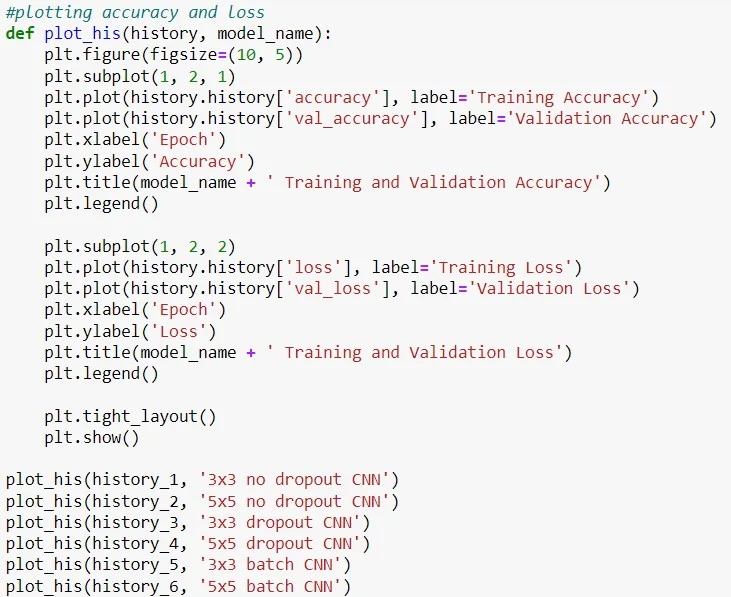 #plotting accuracy and loss
def plot_his(history, model_name):
    plt.figure(figsize=(10, 5))
    plt.subplot(1, 2, 1)
    plt.plot(history.history['accuracy'], label='Training Accuracy')
    plt.plot(history.history['val_accuracy'], label='Validation Accuracy')
    plt.xlabel('Epoch')
    plt.ylabel('Accuracy')
    plt.title(model_name + ' Training and Validation Accuracy')
    plt.legend()

    plt.subplot(1, 2, 2)
    plt.plot(history.history['loss'], label='Training Loss')
    plt.plot(history.history['val_loss'], label='Validation Loss')
    plt.xlabel('Epoch')
    plt.ylabel('Loss')
    plt.title(model_name + ' Training and Validation Loss')
    plt.legend()

    plt.tight_layout()
    plt.show()

plot_his(history_1, '3x3 no dropout CNN')
plot_his(history_2, '5x5 no dropout CNN')
plot_his(history_3, '3x3 dropout CNN')
plot_his(history_4, '5x5 dropout CNN')
plot_his(history_5, '3x3 batch CNN')
plot_his(history_6, '5x5 batch CNN')